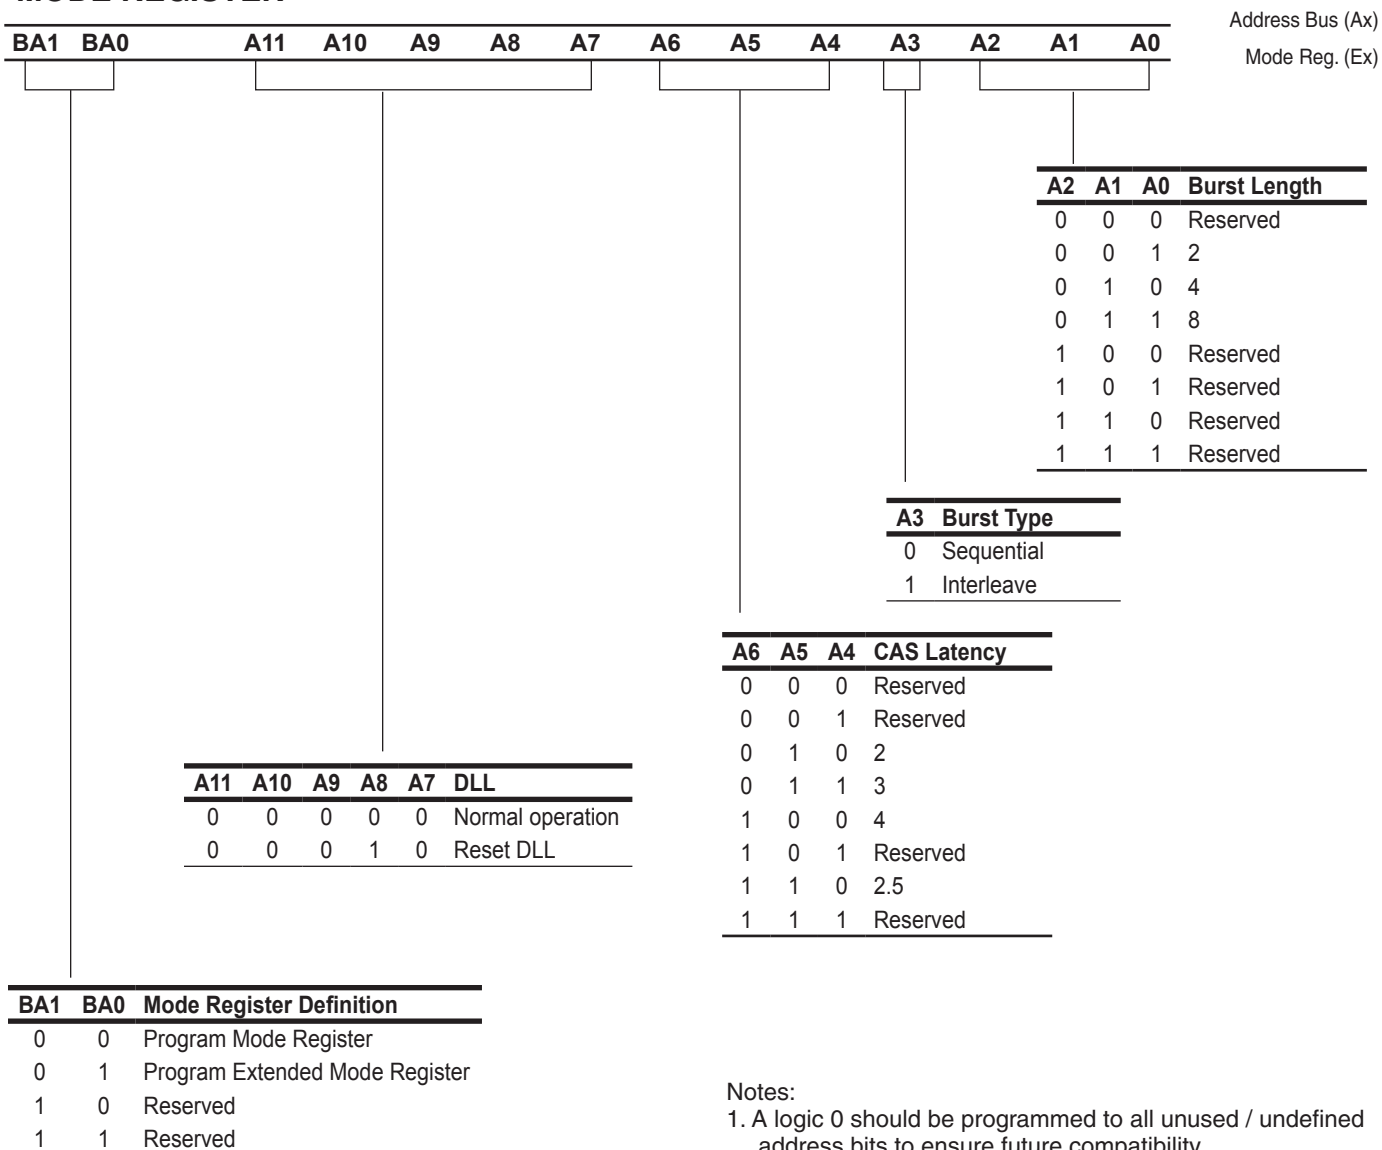 Address Bus (Ax)
BA1 BA0 A11 A10 A9 A8 A7 A6 A5 A4 A3 A2 A1 A0
Mode Reg. (Ex)
A2 A1 A0 Burst Length
0 0 0 Reserved
0 0 1 2
0 1 0 4
0 1 1 8
1 0 0 Reserved
1 0 1 Reserved
1 1 0 Reserved
1 1 1 Reserved
A3 Burst Type
0 Sequential
1 Interleave
A6 A5 A4 CAS Latency
0 0 0 Reserved
0 0 1 Reserved
0 1 0 2
0 1 1 3
1 0 0 4
1 0 1 Reserved
1 1 0 2.5
1 1 1 Reserved
A11 A10 A9 A8 A7 DLL
0 0 0 0 0 Normal operation
0 0 0 1 0 Reset DLL
BA1 BA0 Mode Register Definition
0 0 Program Mode Register
0 1 Program Extended Mode Register
1 0 Reserved
1 1 Reserved
Notes:
1. A logic 0 should be programmed to all unused / undefined
address bits to ensure future compatibility